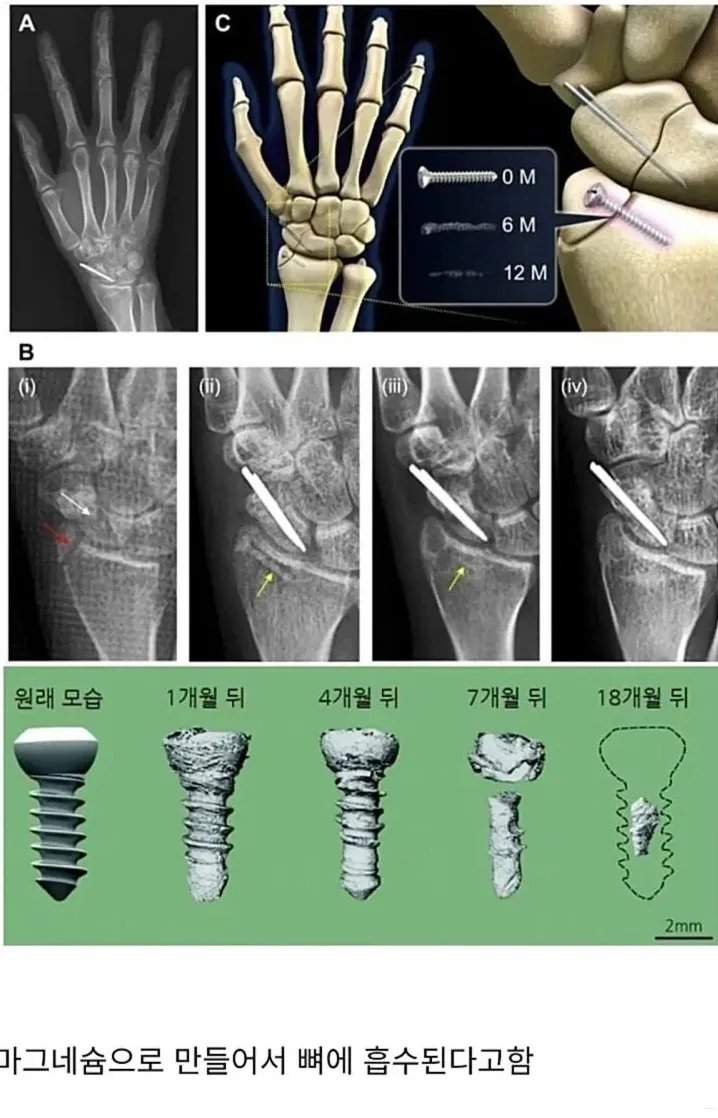 A
C
0 M
6 M
12 M
B
(i)
(ii)
(iii)
(iv)
원래 모습
1개월 뒤
4개월 뒤
7개월 뒤
18개월 뒤
2mm
마그네슘으로 만들어서 뼈에 흡수된다고함